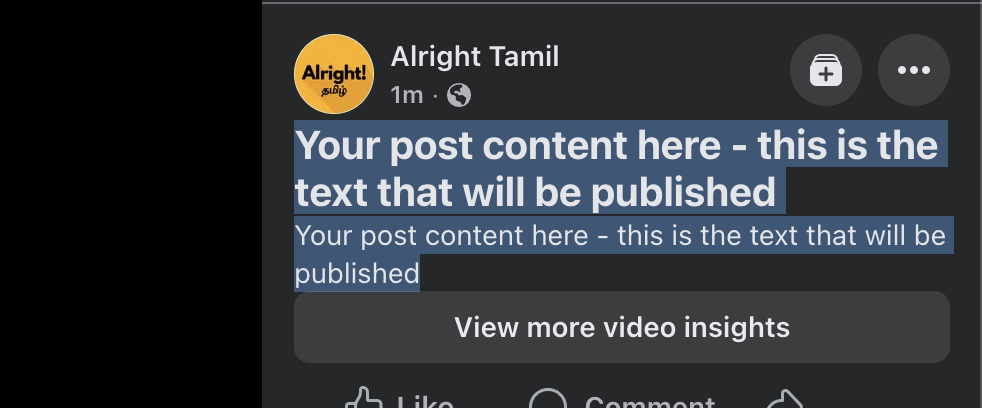 Alright!
தமிழ்
Alright Tamil
1m ·
Your post content here - this is the
text that will be published
Your post content here - this is the text that will be
published
View more video insights
Like Comment